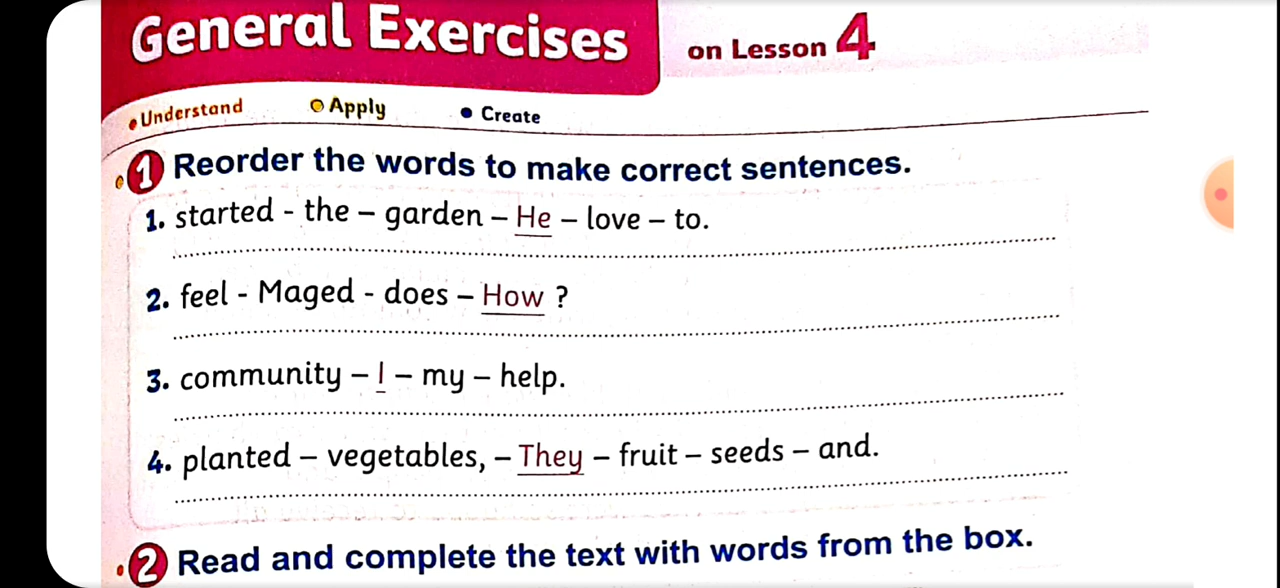 General Exercises on Lesson 4
Understand Apply Create
1 Reorder the words to make correct sentences.
1. started - the – garden – He – love – to.
2. feel - Maged - does – How ?
3. community – I – my – help.
4. planted – vegetables, – They – fruit – seeds – and.
2 Read and complete the text with words from the box.